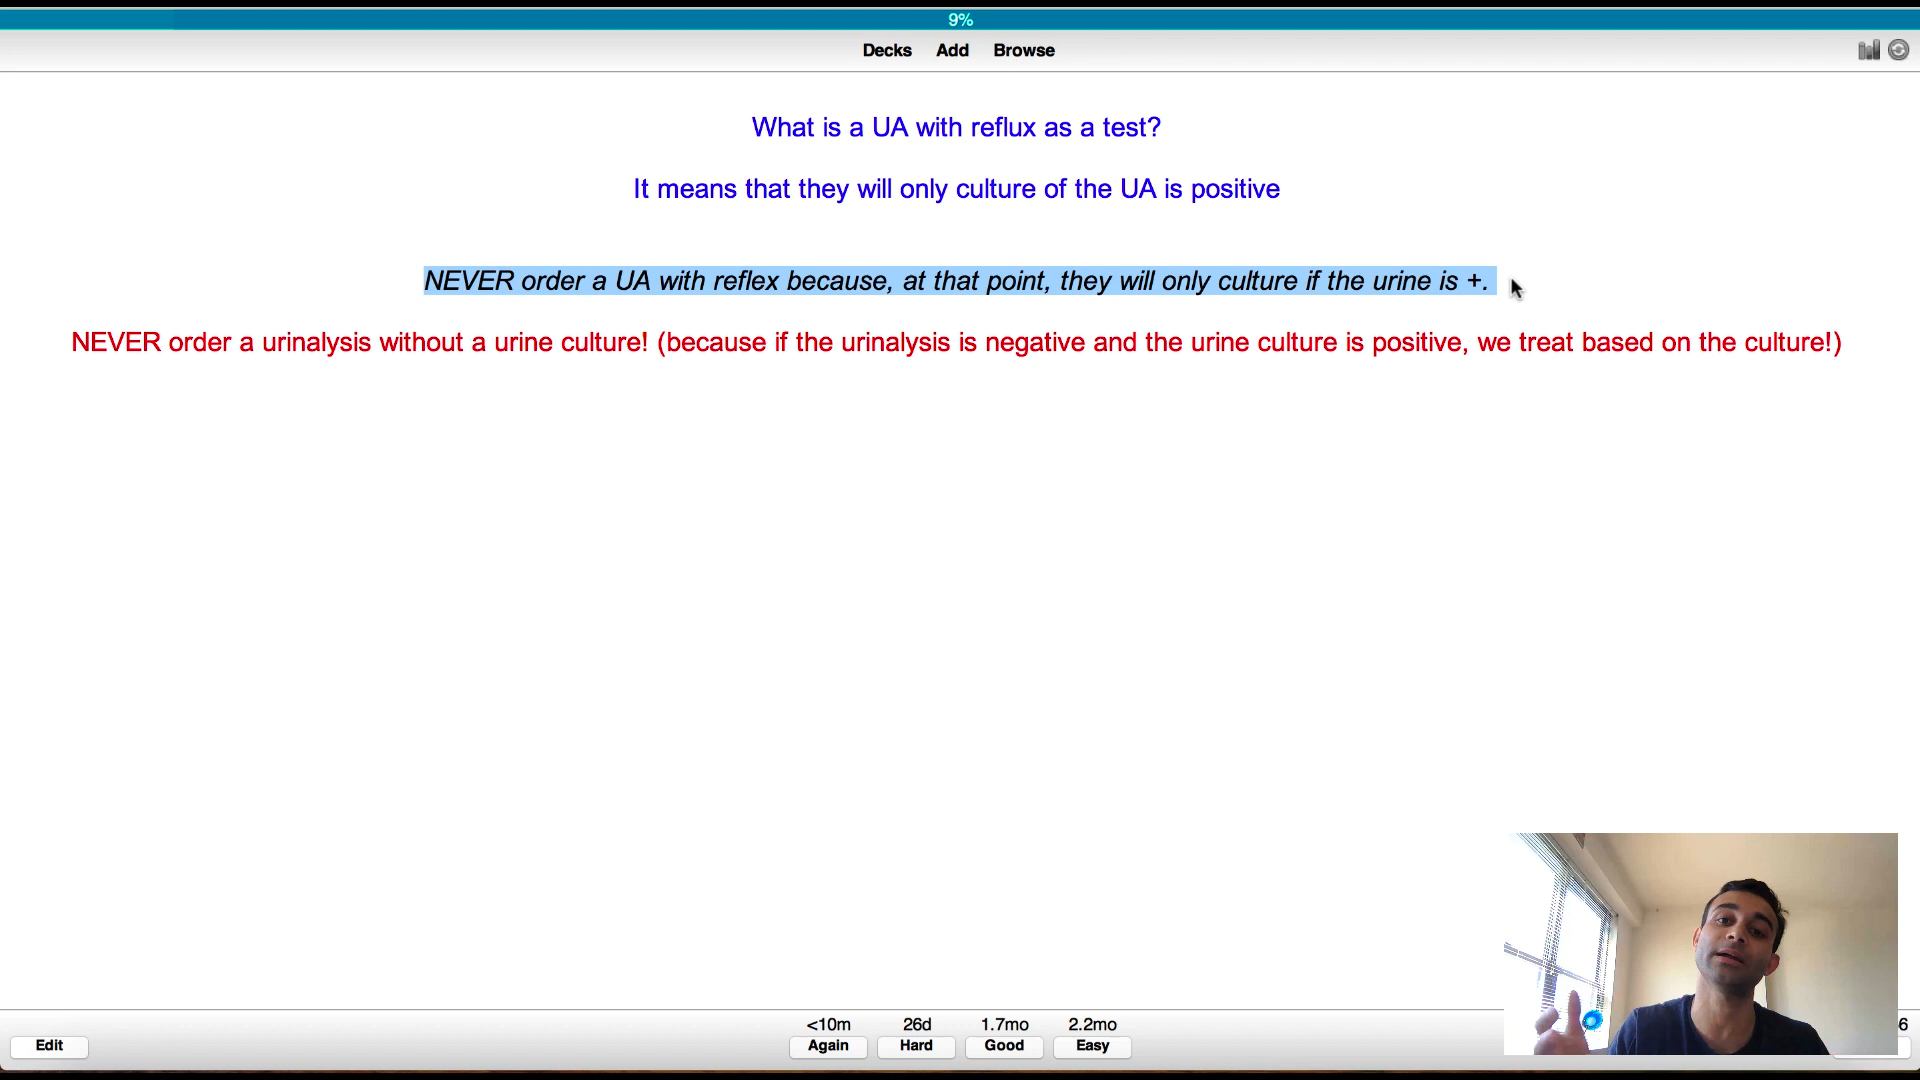 9%
Decks Add Browse
What is a UA with reflux as a test?
It means that they will only culture of the UA is positive
NEVER order a UA with reflex because, at that point, they will only culture if the urine is +.
NEVER order a urinalysis without a urine culture! (because if the urinalysis is negative and the urine culture is positive, we treat based on the culture!)
<10m 26d 1.7mo 2.2mo 6
Edit Again Hard Good Easy